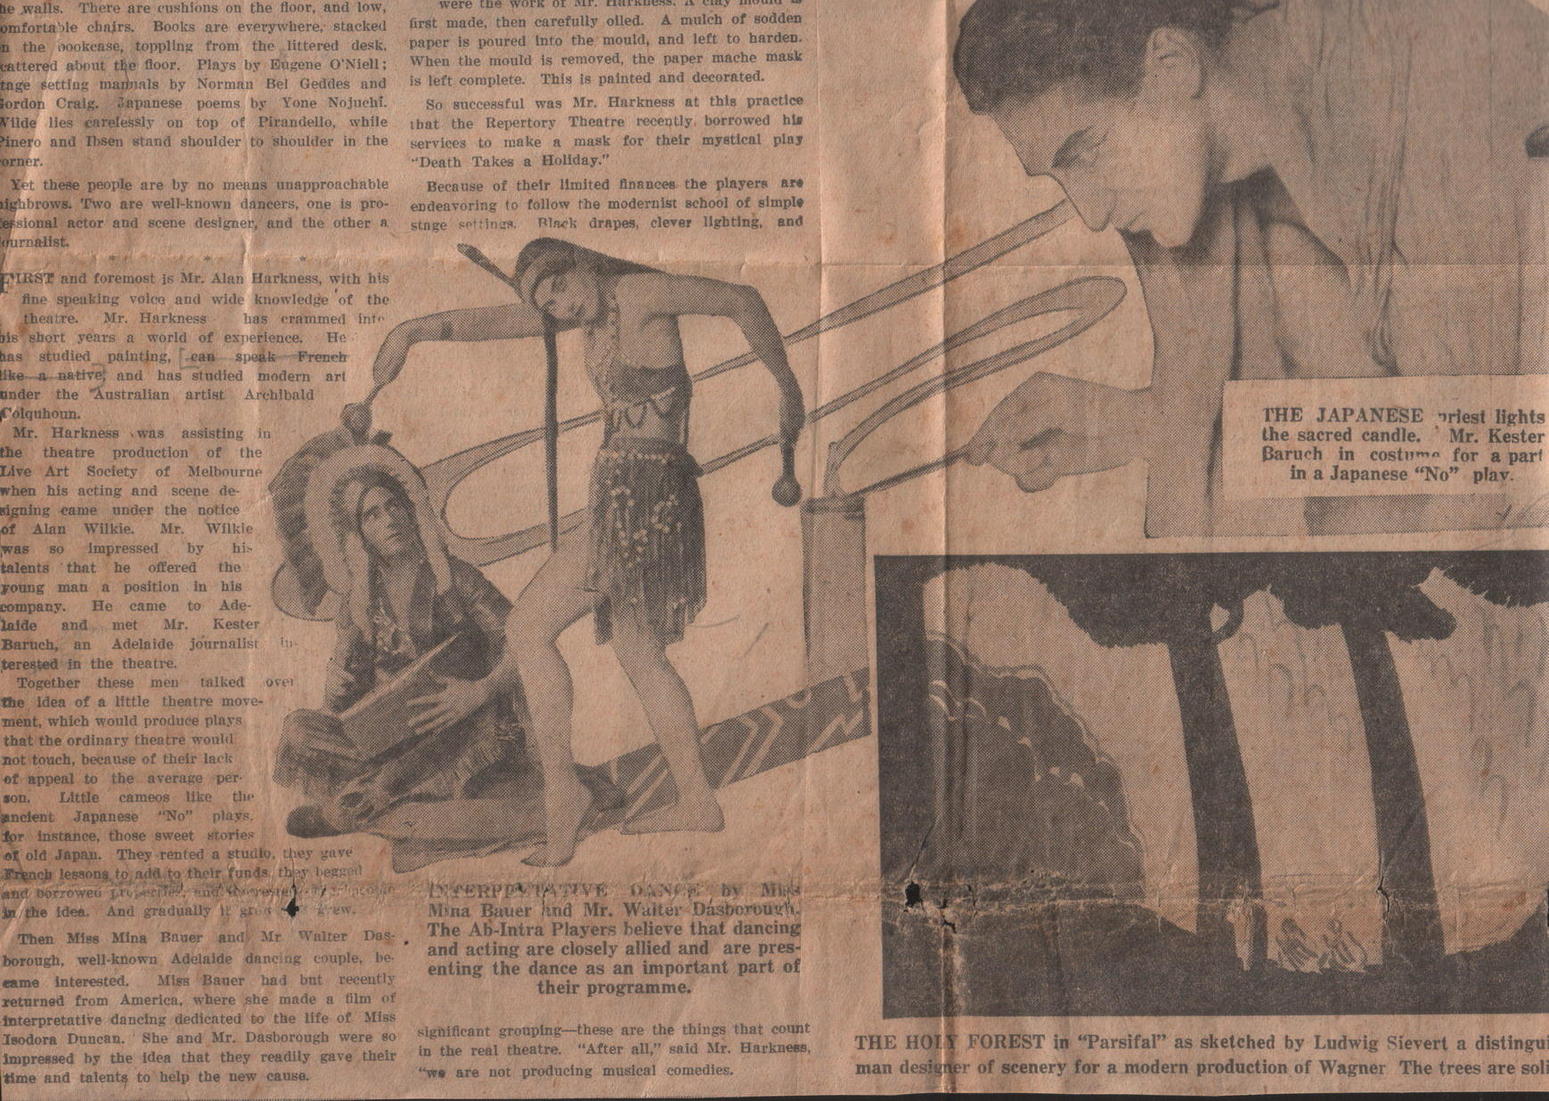 he walls. There are cushions on the floor, and low,
omfortable chairs. Books are everywhere, stacked
n the bookcase, toppling from the littered desk,
cattered about the floor. Plays by Eugene O'Niell;
tage setting manuals by Norman Bel Geddes and
Gordon Craig. Japanese poems by Yone Nojuchi.
Wilde lies carelessly on top of Pirandello, while
Pinero and Ibsen stand shoulder to shoulder in the
orner.
Yet these people are by no means unapproachable
highbrows. Two are well-known dancers, one is pro-
fessional actor and scene designer, and the other a
ournalist.
FIRST and foremost is Mr. Alan Harkness, with his
fine speaking voice and wide knowledge of the
theatre. Mr. Harkness has crammed into
his short years a world of experience. He
has studied painting, can speak French
like a native, and has studied modern art
under the Australian artist Archibald
Colquhoun.
Mr. Harkness was assisting in
the theatre production of the
Live Art Society of Melbourne
when his acting and scene de-
signing came under the notice
of Alan Wilkie. Mr. Wilkie
was so impressed by his
talents that he offered the
young man a position in his
company. He came to Ade-
laide and met Mr. Kester
Baruch, an Adelaide journalist in-
terested in the theatre.
Together these men talked over
the idea of a little theatre move-
ment, which would produce plays
that the ordinary theatre would
not touch, because of their lack
of appeal to the average per-
son. Little cameos like the
ancient Japanese "No" plays,
for instance, those sweet stories
of old Japan. They rented a studio, they gave
French lessons to add to their funds, they begged
and borrowed
in the idea. And gradually it grew grew.
Then Miss Mina Bauer and Mr Walter Das-
borough, well-known Adelaide dancing couple, be-
came interested. Miss Bauer had but recently
returned from America, where she made a film of
interpretative dancing dedicated to the life of Miss
Isodora Duncan. She and Mr. Dasborough were so
impressed by the idea that they readily gave their
time and talents to help the new cause.
were the work of Mr. Harkness. A clay mould is
first made, then carefully oiled. A mulch of sodden
paper is poured into the mould, and left to harden.
When the mould is removed, the paper mache mask
is left complete. This is painted and decorated.
So successful was Mr. Harkness at this practice
that the Repertory Theatre recently borrowed his
services to make a mask for their mystical play
"Death Takes a Holiday."
Because of their limited finances the players are
endeavoring to follow the modernist school of simple
stage settings. Black drapes, clever lighting, and
INTERPRETATIVE DANCE by Miss
Mina Bauer and Mr. Walter Dasborough.
The Ab-Intra Players believe that dancing
and acting are closely allied and are pres-
enting the dance as an important part of
their programme.
significant grouping—these are the things that count
in the real theatre. "After all," said Mr. Harkness,
"we are not producing musical comedies.
THE JAPANESE priest lights
the sacred candle. Mr. Kester
Baruch in costume for a part
in a Japanese "No" play.
THE HOLY FOREST in "Parsifal" as sketched by Ludwig Sievert a distingui
man designer of scenery for a modern production of Wagner The trees are soli